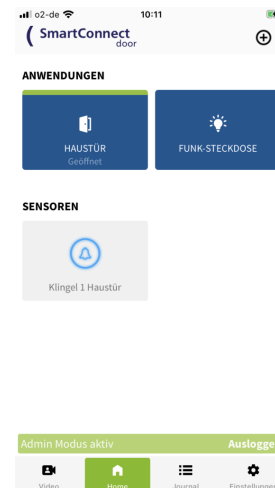 o2-de 10:11
SmartConnect
door
ANWENDUNGEN
HAUSTÜR
Geöffnet
FUNK-STECKDOSE
SENSOREN
Klingel 1 Haustür
Admin Modus aktiv Auslogge
Video Home Journal Einstellungen